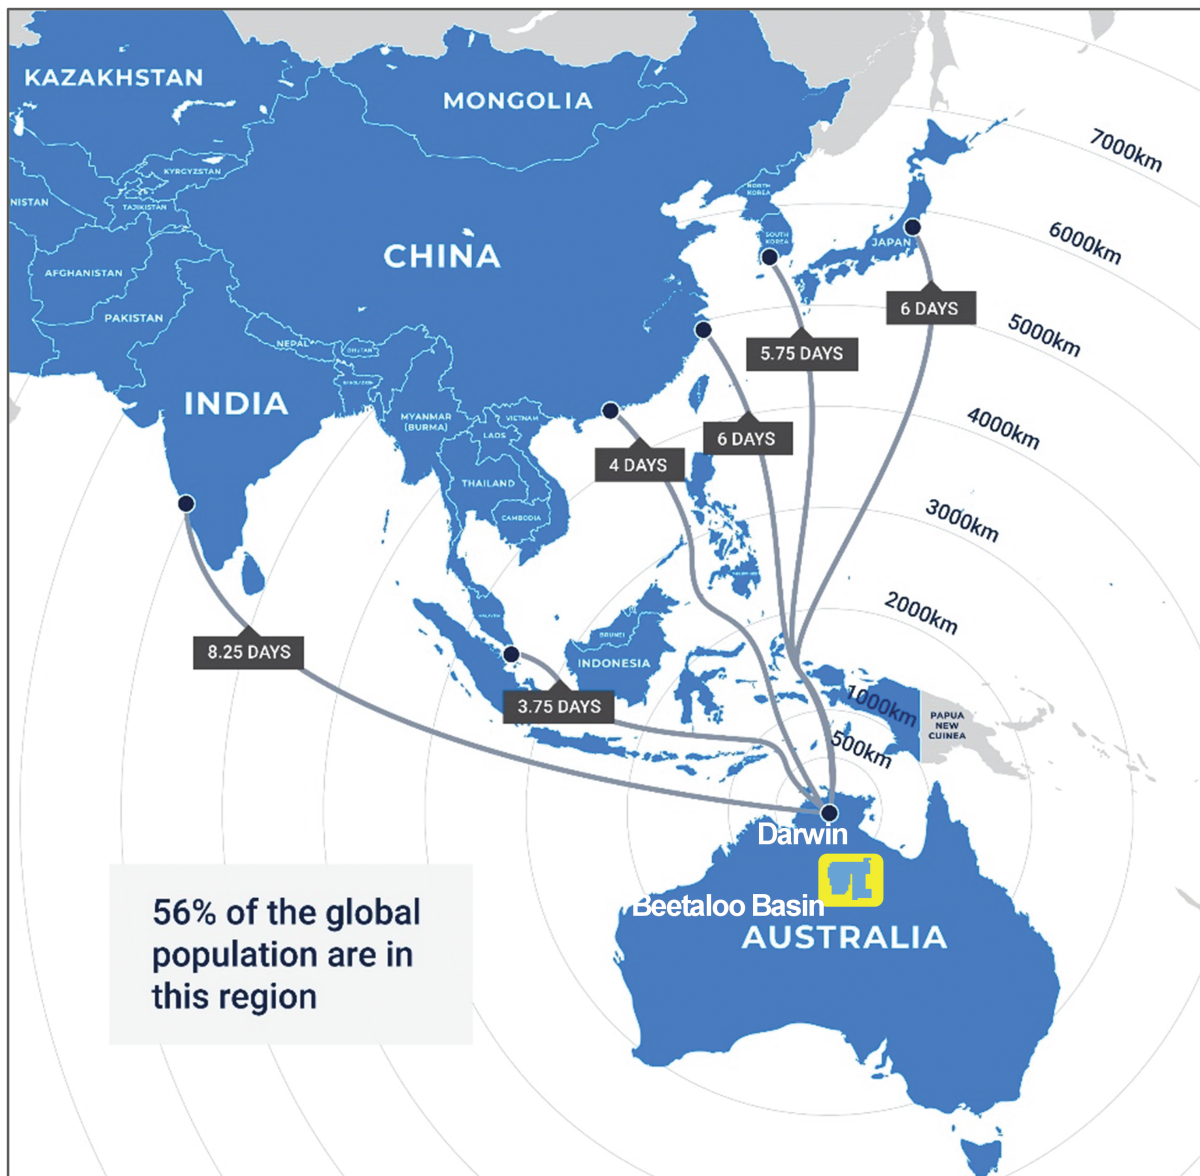 KAZAKHSTAN
MONGOLIA
7000km
KYRGYZSTAN
NORTH
KOREA
NISTAN
TAJIKISTAN
6000km
SOUTH
KOREA
JAPAN
CHINA
AFGHANISTAN
6 DAYS
PAKISTAN
5000km
NEPAL
5.75 DAYS
BHUTAN
INDIA
MYANMAR
(BURMA)
VIETNAM
4000km
LAOS
6 DAYS
4 DAYS
THAILAND
3000km
CAMBODIA
2000km
BRUNEI
8.25 DAYS
INDONESIA
3.75 DAYS
1000km
PAPUA
NEW
CUINEA
500km
Darwin
Beetaloo Basin
AUSTRALIA
56% of the global
population are in
this region